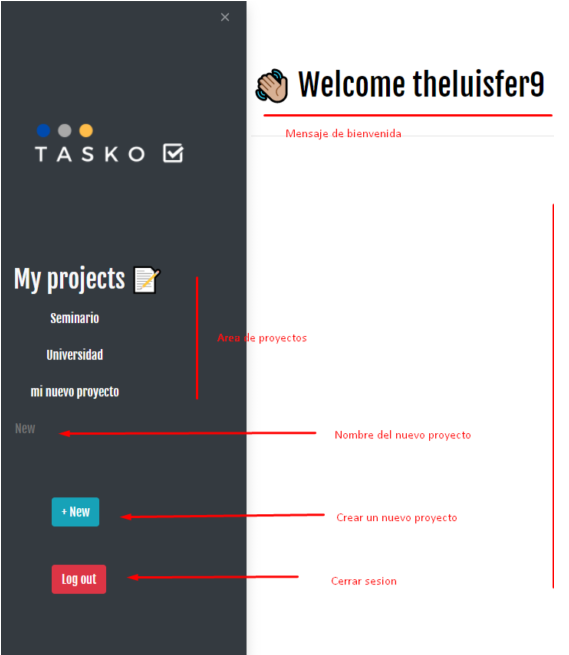 ×
👋🏼 Welcome theluisfer9
Mensaje de bienvenida
TASKO
My projects 📝
Seminario
Universidad
mi nuevo proyecto
Area de proyectos
New
Nombre del nuevo proyecto
+ New
Crear un nuevo proyecto
Log out
Cerrar sesion